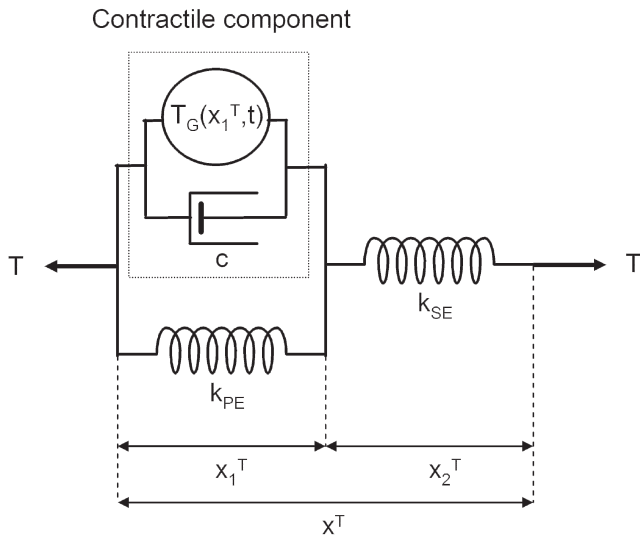 Contractile component
T_G(x_1^T,t)
c
T
T
k_SE
k_PE
x_1^T
x_2^T
x^T